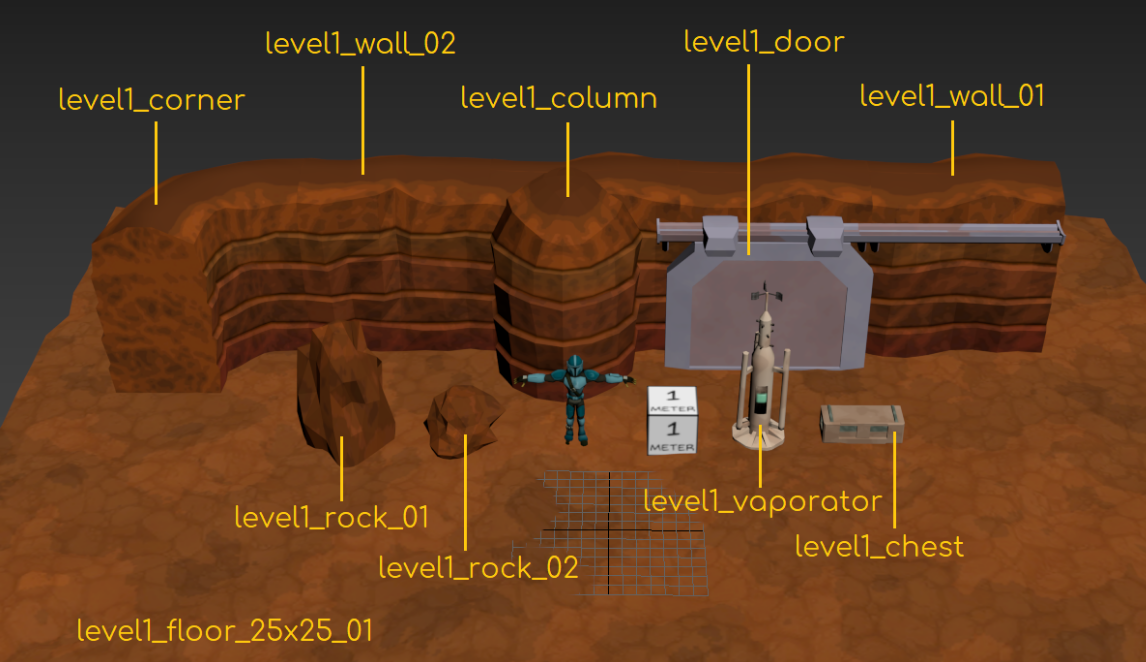 level1_wall_02
level1_door
level1_corner
level1_column
level1_wall_01
1
METER
1
METER
level1_vaporator
level1_rock_01
level1_chest
level1_rock_02
level1_floor_25x25_01